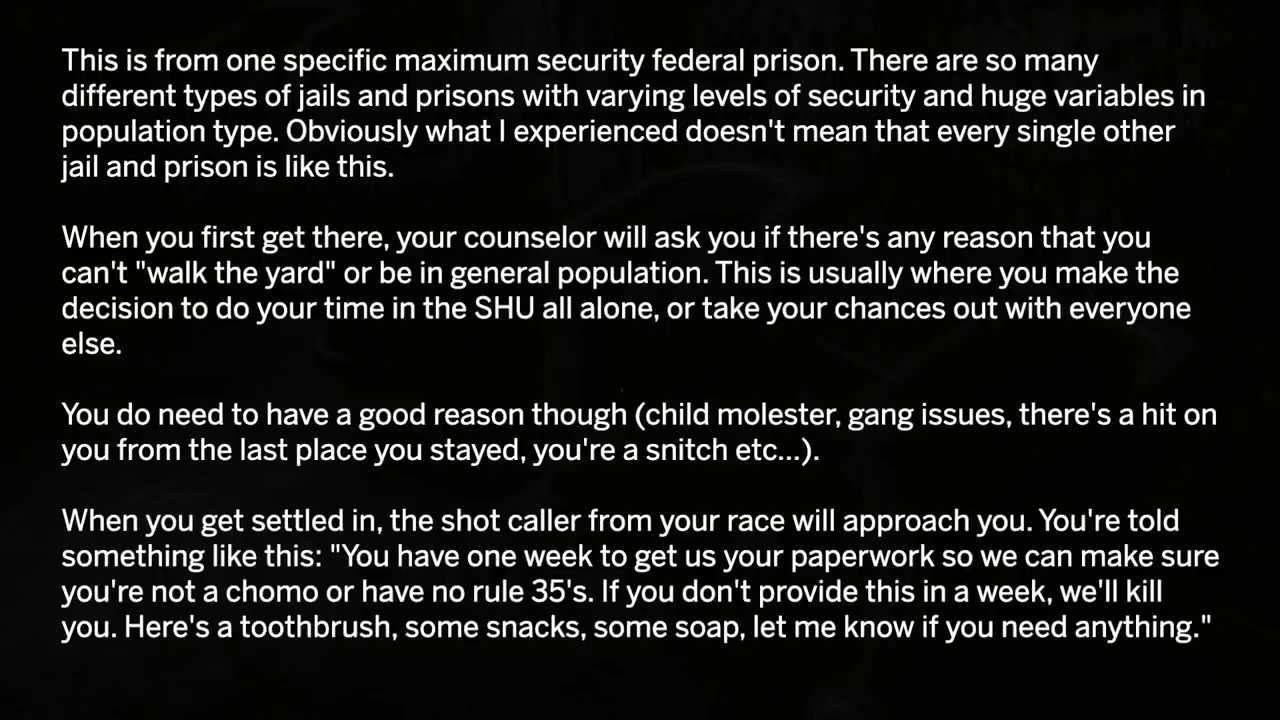 This is from one specific maximum security federal prison. There are so many
different types of jails and prisons with varying levels of security and huge variables in
population type. Obviously what I experienced doesn't mean that every single other
jail and prison is like this.
When you first get there, your counselor will ask you if there's any reason that you
can't "walk the yard" or be in general population. This is usually where you make the
decision to do your time in the SHU all alone, or take your chances out with everyone
else.
You do need to have a good reason though (child molester, gang issues, there's a hit on
you from the last place you stayed, you're a snitch etc...).
When you get settled in, the shot caller from your race will approach you. You're told
something like this: "You have one week to get us your paperwork so we can make sure
you're not a chomo or have no rule 35's. If you don't provide this in a week, we'll kill
you. Here's a toothbrush, some snacks, some soap, let me know if you need anything."